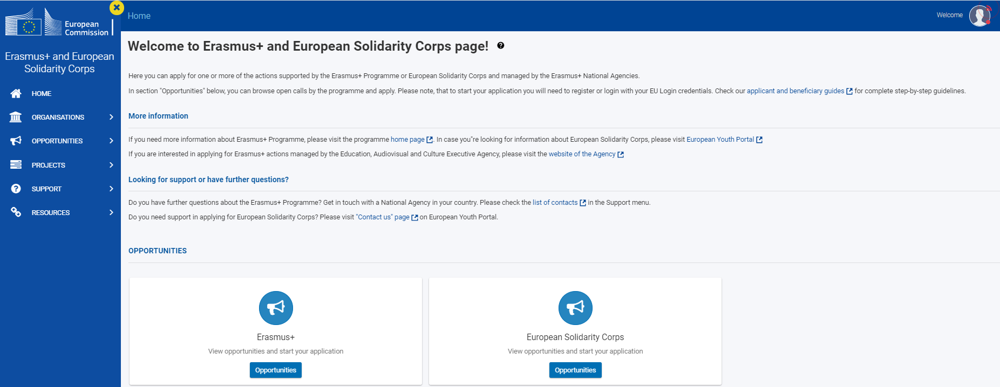 European
Commission
Erasmus+ and European
Solidarity Corps
HOME
ORGANISATIONS
OPPORTUNITIES
PROJECTS
SUPPORT
RESOURCES
Home
Welcome
Welcome to Erasmus+ and European Solidarity Corps page!
Here you can apply for one or more of the actions supported by the Erasmus+ Programme or European Solidarity Corps and managed by the Erasmus+ National Agencies.
In section "Opportunities" below, you can browse open calls by the programme and apply. Please note, that to start your application you will need to register or login with your EU Login credentials. Check our applicant and beneficiary guides for complete step-by-step guidelines.
More information
If you need more information about Erasmus+ Programme, please visit the programme home page. In case you"re looking for information about European Solidarity Corps, please visit European Youth Portal
If you are interested in applying for Erasmus+ actions managed by the Education, Audiovisual and Culture Executive Agency, please visit the website of the Agency
Looking for support or have further questions?
Do you have further questions about the Erasmus+ Programme? Get in touch with a National Agency in your country. Please check the list of contacts in the Support menu.
Do you need support in applying for European Solidarity Corps? Please visit "Contact us" page on European Youth Portal.
OPPORTUNITIES
Erasmus+
View opportunities and start your application
Opportunities
European Solidarity Corps
View opportunities and start your application
Opportunities